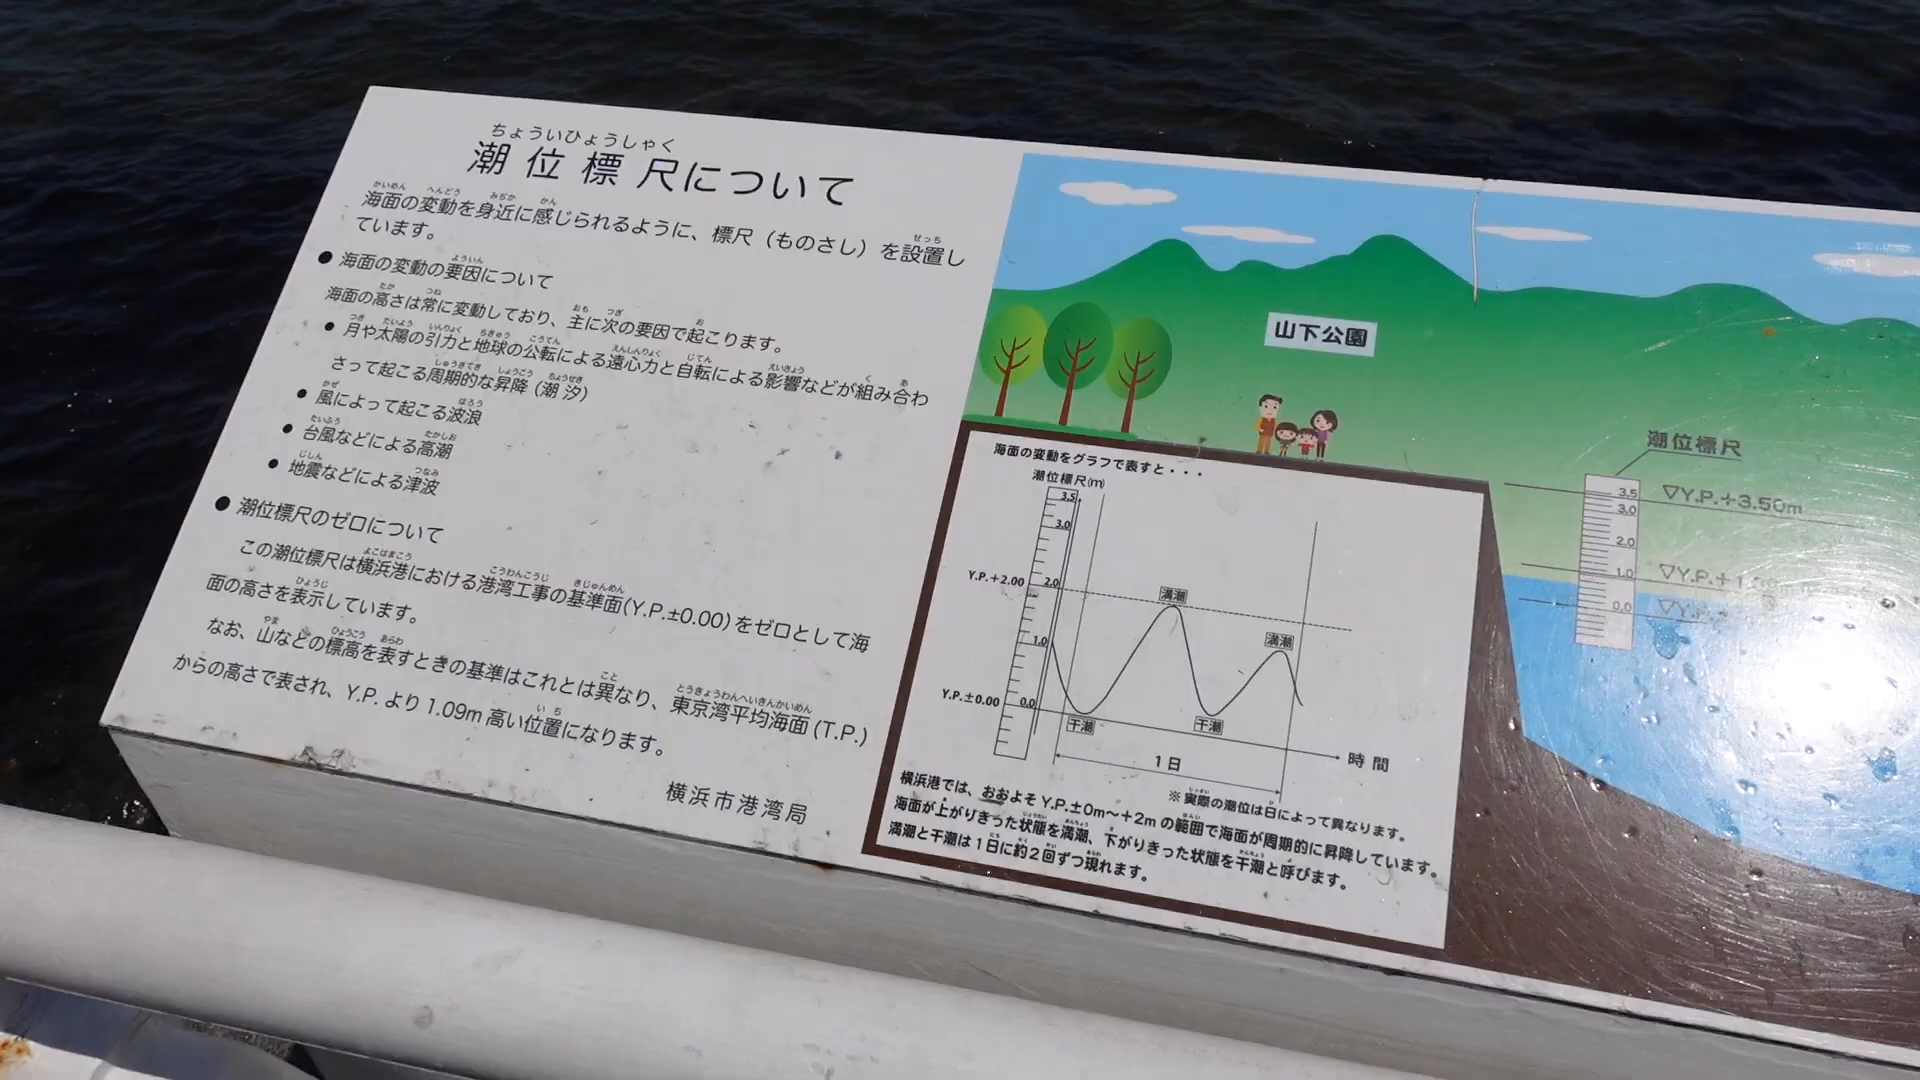 ちょういひょうしゃく
潮位標尺について
海面の変動を身近に感じられるように、標尺（ものさし）を設置し
ています。
● 海面の変動の要因について
海面の高さは常に変動しており、主に次の要因で起こります。
● 月や太陽の引力と地球の公転による遠心力と自転による影響などが組み合わ
さって起こる周期的な昇降（潮汐）
● 風によって起こる波浪
● 台風などによる高潮
● 地震などによる津波
● 潮位標尺のゼロについて
この潮位標尺は横浜港における港湾工事の基準面(Y.P.±0.00)をゼロとして海
面の高さを表示しています。
なお、山などの標高を表すときの基準はこれとは異なり、東京湾平均海面(T.P.)
からの高さで表され、Y.P.より1.09m高い位置になります。
横浜市港湾局
山下公園
海面の変動をグラフで表すと・・・
潮位標尺(m)
3.5
3.0
Y.P.+2.00
2.0
1.0
Y.P.±0.00
0.0
満潮
満潮
干潮
干潮
時間
1日
※実際の潮位は日によって異なります。
横浜港では、おおよそY.P.±0m～+2mの範囲で海面が周期的に昇降しています。
海面が上がりきった状態を満潮、下がりきった状態を干潮と呼びます。
満潮と干潮は1日に約2回ずつ現れます。
潮位標尺
3.5
3.0
2.0
1.0
0.0
▽Y.P.+3.50m
▽Y.P.+1.
▽Y.P.